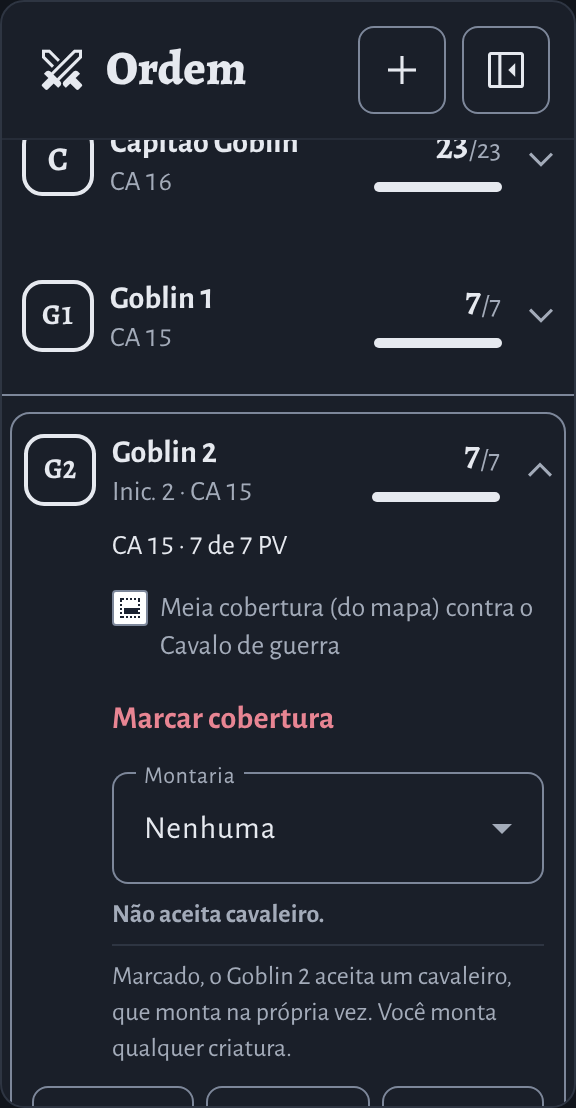 Ordem
C
Capitão Goblin
23/23
CA 16
G1
Goblin 1
7/7
CA 15
G2
Goblin 2
7/7
Inic. 2 · CA 15
CA 15 · 7 de 7 PV
Meia cobertura (do mapa) contra o
Cavalo de guerra
Marcar cobertura
Montaria
Nenhuma
Não aceita cavaleiro.
Marcado, o Goblin 2 aceita um cavaleiro,
que monta na própria vez. Você monta
qualquer criatura.